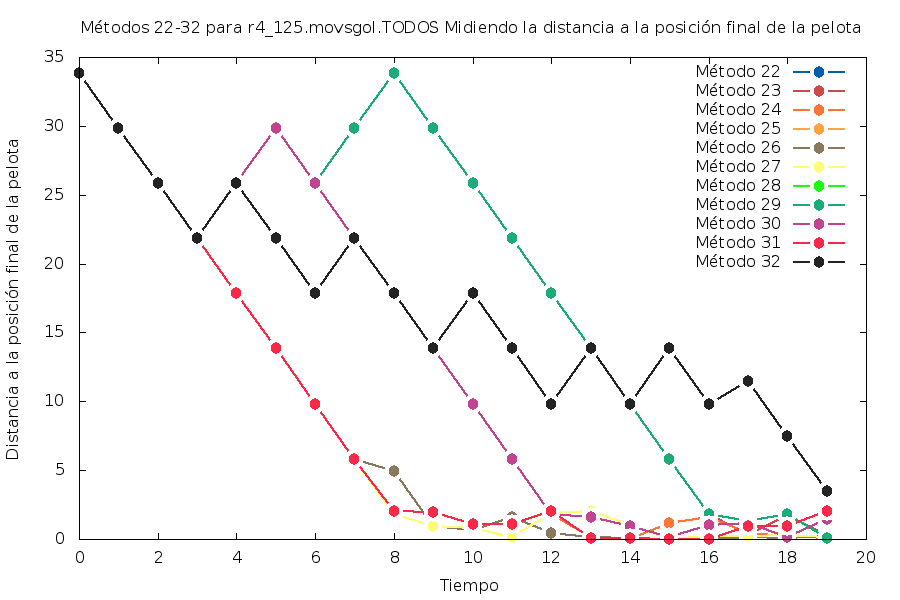 Métodos 22-32 para r4_125.movsgol.TODOS Midiendo la distancia a la posición final de la pelota
35
30
25
20
15
10
5
0
Distancia a la posición final de la pelota
Método 22
Método 23
Método 24
Método 25
Método 26
Método 27
Método 28
Método 29
Método 30
Método 31
Método 32
0 2 4 6 8 10 12 14 16 18 20
Tiempo